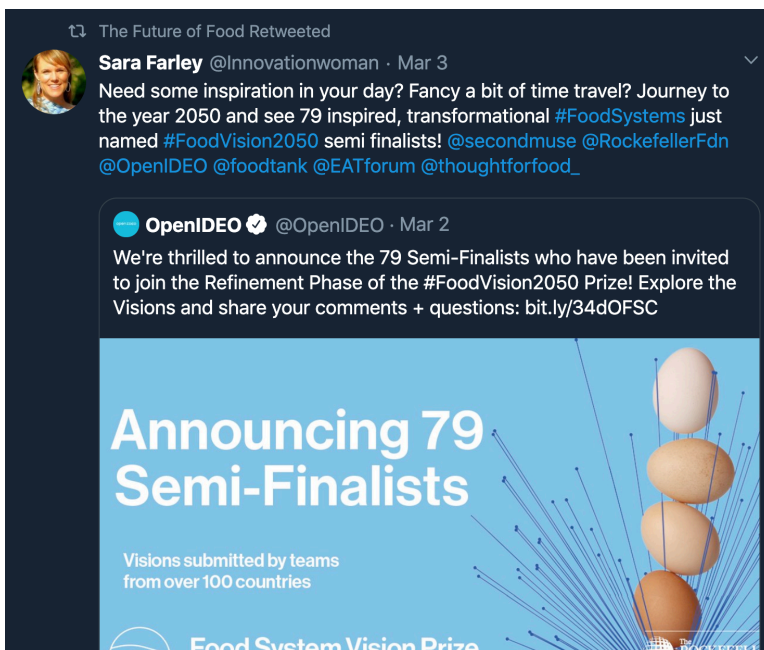 The Future of Food Retweeted
Sara Farley @Innovationwoman · Mar 3
Need some inspiration in your day? Fancy a bit of time travel? Journey to
the year 2050 and see 79 inspired, transformational #FoodSystems just
named #FoodVision2050 semi finalists! @secondmuse @RockefellerFdn
@OpenIDEO @foodtank @EATforum @thoughtforfood_
OpenIDEO @OpenIDEO · Mar 2
We're thrilled to announce the 79 Semi-Finalists who have been invited
to join the Refinement Phase of the #FoodVision2050 Prize! Explore the
Visions and share your comments + questions: bit.ly/34dOFSC
Announcing 79
Semi-Finalists
Visions submitted by teams
from over 100 countries
Food System Vision Prize
The